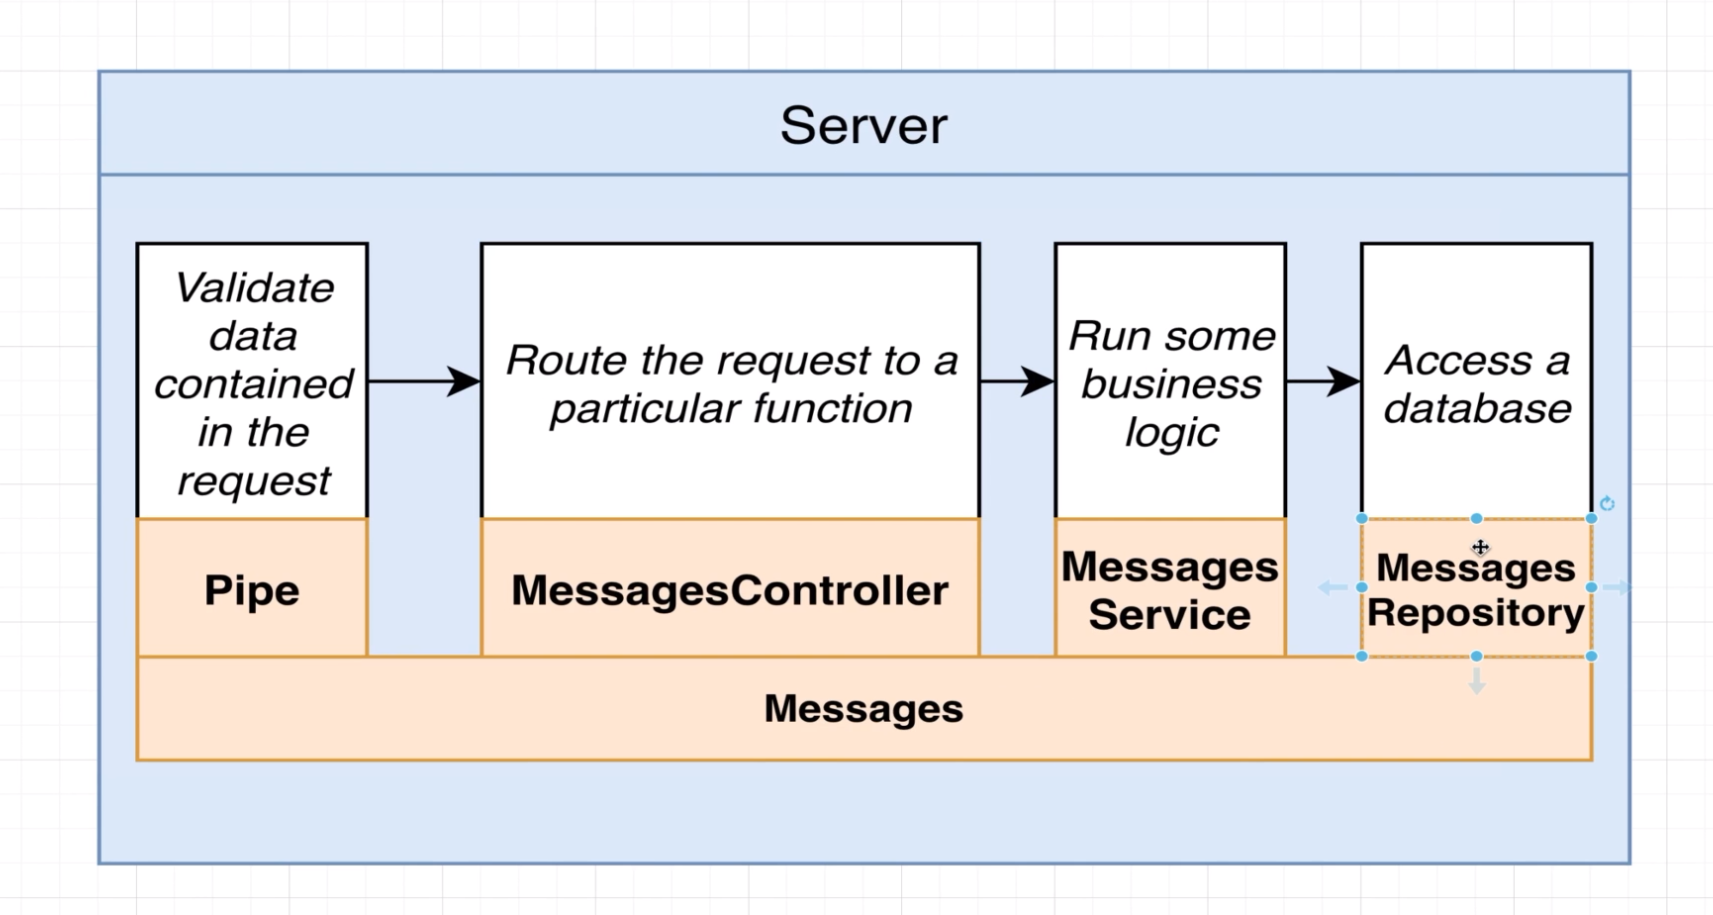 Server
Validate
data
contained
in the
request
Route the request to a
particular function
Run some
business
logic
Access a
database
Pipe
MessagesController
Messages
Service
Messages
Repository
Messages